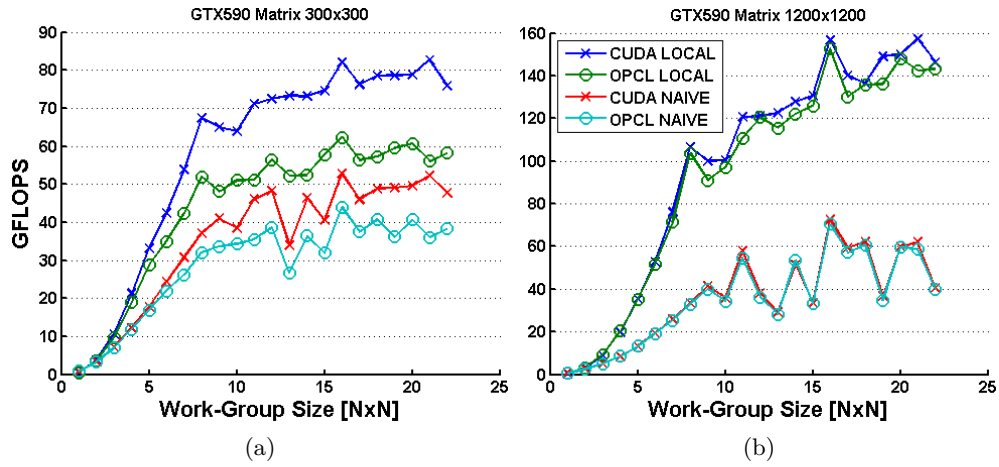 GTX590 Matrix 300x300
GFLOPS
90
80
70
60
50
40
30
20
10
0
0 5 10 15 20 25
Work-Group Size [NxN]
(a)
GTX590 Matrix 1200x1200
160
140
120
100
80
60
40
20
0
CUDA LOCAL
OPCL LOCAL
CUDA NAIVE
OPCL NAIVE
0 5 10 15 20 25
Work-Group Size [NxN]
(b)